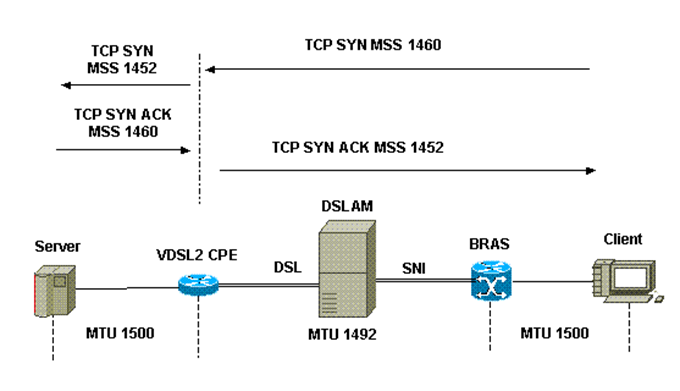 TCP SYN
MSS 1452
TCP SYN MSS 1460
TCP SYN ACK
MSS 1460
TCP SYN ACK MSS 1452
DSLAM
Server
VDSL2 CPE
DSL
SNI
BRAS
Client
MTU 1500
MTU 1492
MTU 1500